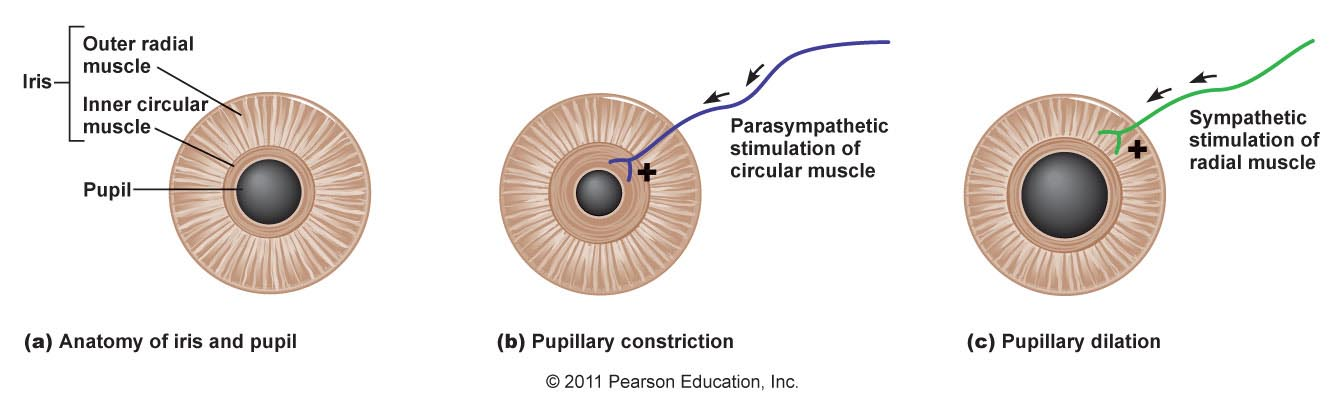 Iris
Outer radial
muscle
Inner circular
muscle
Pupil
(a) Anatomy of iris and pupil
+
Parasympathetic
stimulation of
circular muscle
(b) Pupillary constriction
+
Sympathetic
stimulation of
radial muscle
(c) Pupillary dilation
© 2011 Pearson Education, Inc.